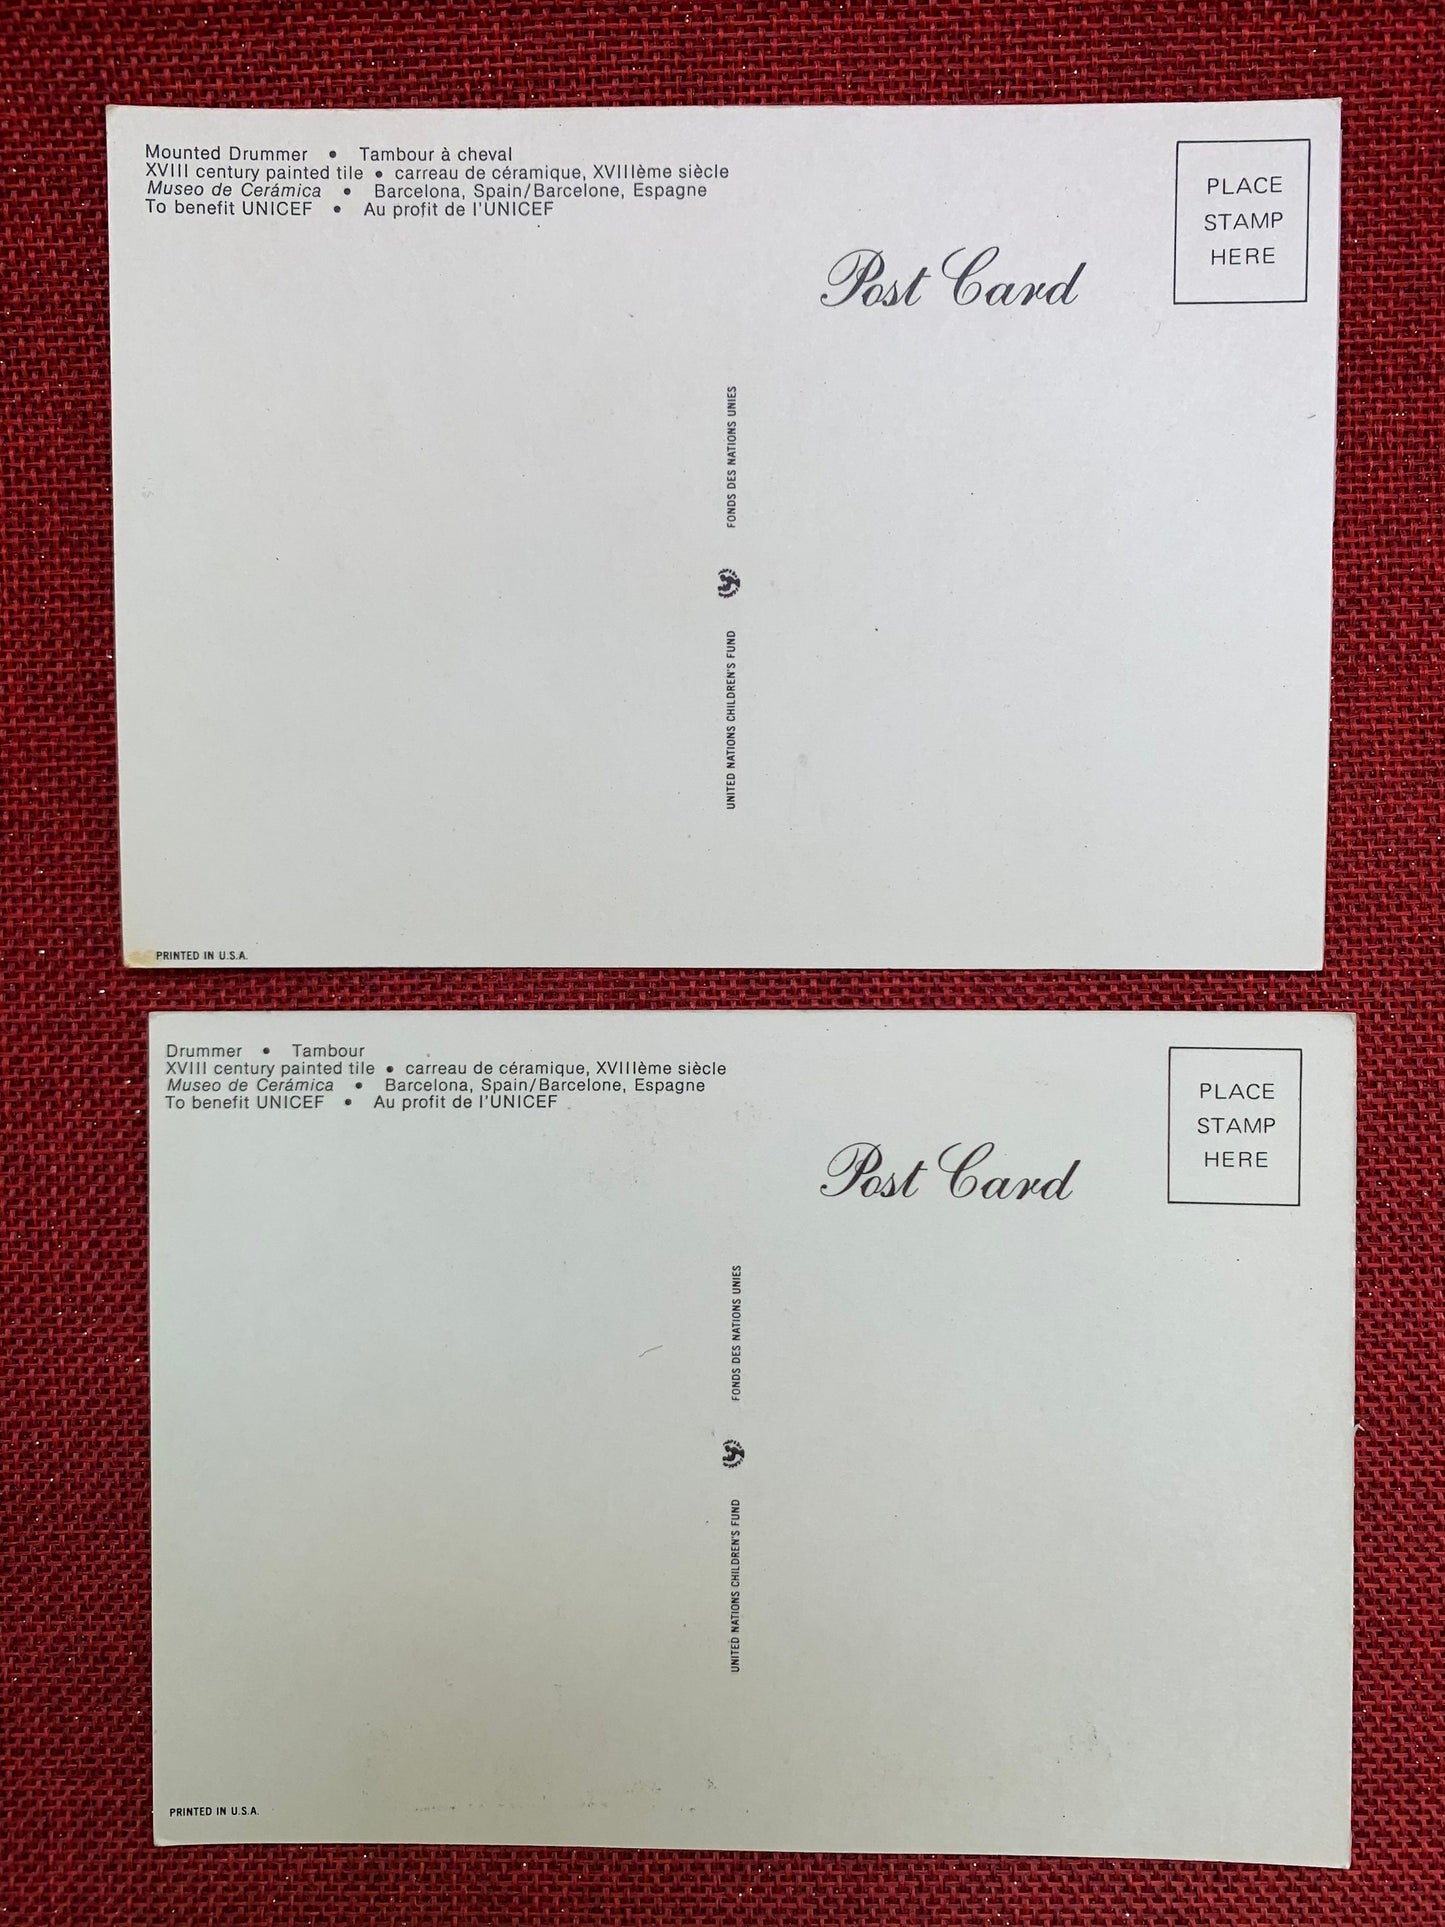 Mounted Drummer • Tambour à cheval
XVIII century painted tile • carreau de céramique, XVIIIème siècle
Museo de Cerámica • Barcelona, Spain/Barcelone, Espagne
To benefit UNICEF • Au profit de l'UNICEF
PLACE
STAMP
HERE
Post Card
UNITED NATIONS CHILDREN'S FUND
FONDS DES NATIONS UNIES
PRINTED IN U.S.A.
Drummer • Tambour
XVIII century painted tile • carreau de céramique, XVIIIème siècle
Museo de Cerámica • Barcelona, Spain/Barcelone, Espagne
To benefit UNICEF • Au profit de l'UNICEF
PLACE
STAMP
HERE
Post Card
UNITED NATIONS CHILDREN'S FUND
FONDS DES NATIONS UNIES
PRINTED IN U.S.A.